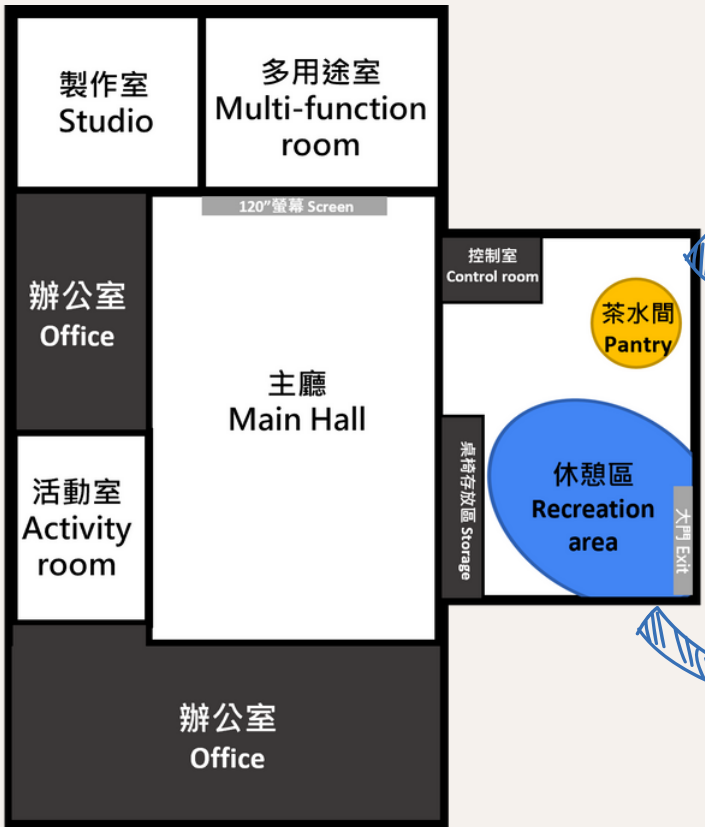 製作室
Studio
多用途室
Multi-function
room
120"螢幕 Screen
辦公室
Office
控制室
Control room
茶水間
Pantry
主廳
Main Hall
活動室
Activity
room
桌椅存放區 Storage
休憩區
Recreation
area
大門 Exit
辦公室
Office